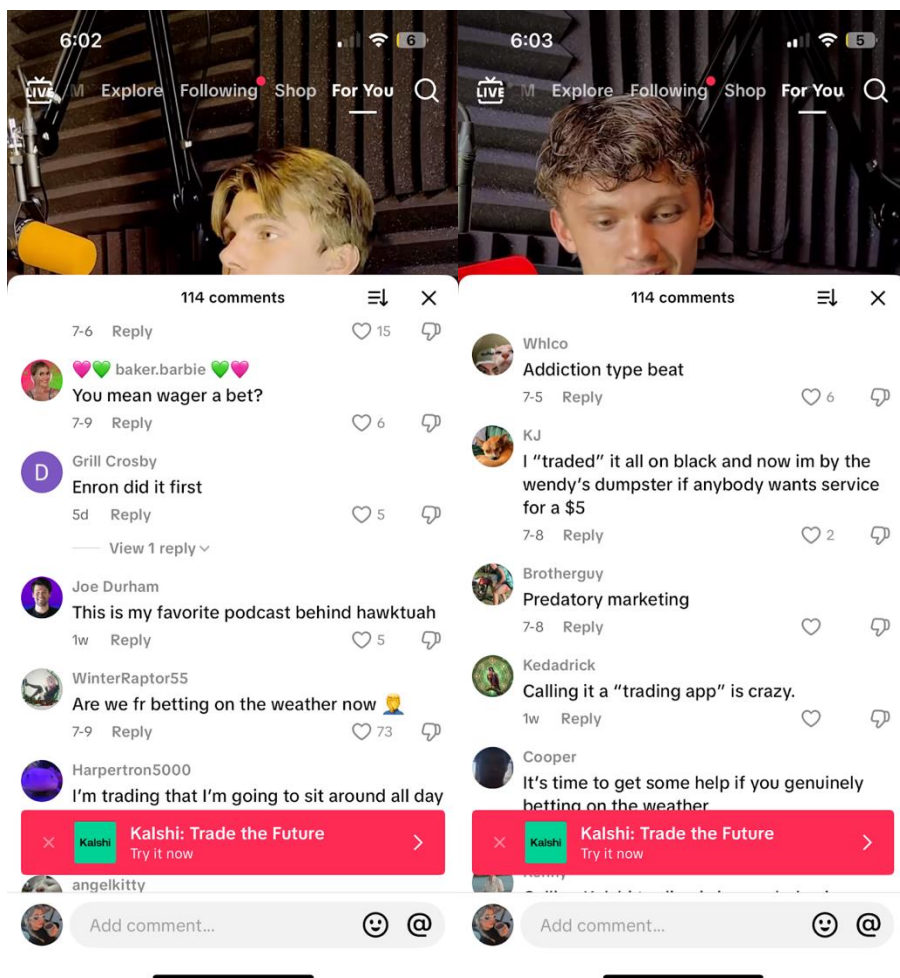 6:02
6
LIVE M Explore Following Shop For You
114 comments
7-6 Reply 15
baker.barbie
You mean wager a bet?
7-9 Reply 6
D
Grill Crosby
Enron did it first
5d Reply 5
View 1 reply
Joe Durham
This is my favorite podcast behind hawktuah
1w Reply 5
WinterRaptor55
Are we fr betting on the weather now
7-9 Reply 73
Harpertron5000
I'm trading that I'm going to sit around all day
Kalshi
Kalshi: Trade the Future
Try it now
angelkitty
Add comment...
@
6:03
5
LIVE M Explore Following Shop For You
114 comments
Whlco
Addiction type beat
7-5 Reply 6
KJ
I “traded” it all on black and now im by the
wendy's dumpster if anybody wants service
for a $5
7-8 Reply 2
Brotherguy
Predatory marketing
7-8 Reply
Kedadrick
Calling it a “trading app” is crazy.
1w Reply
Cooper
It's time to get some help if you genuinely
betting on the weather
Kalshi
Kalshi: Trade the Future
Try it now
Add comment...
@